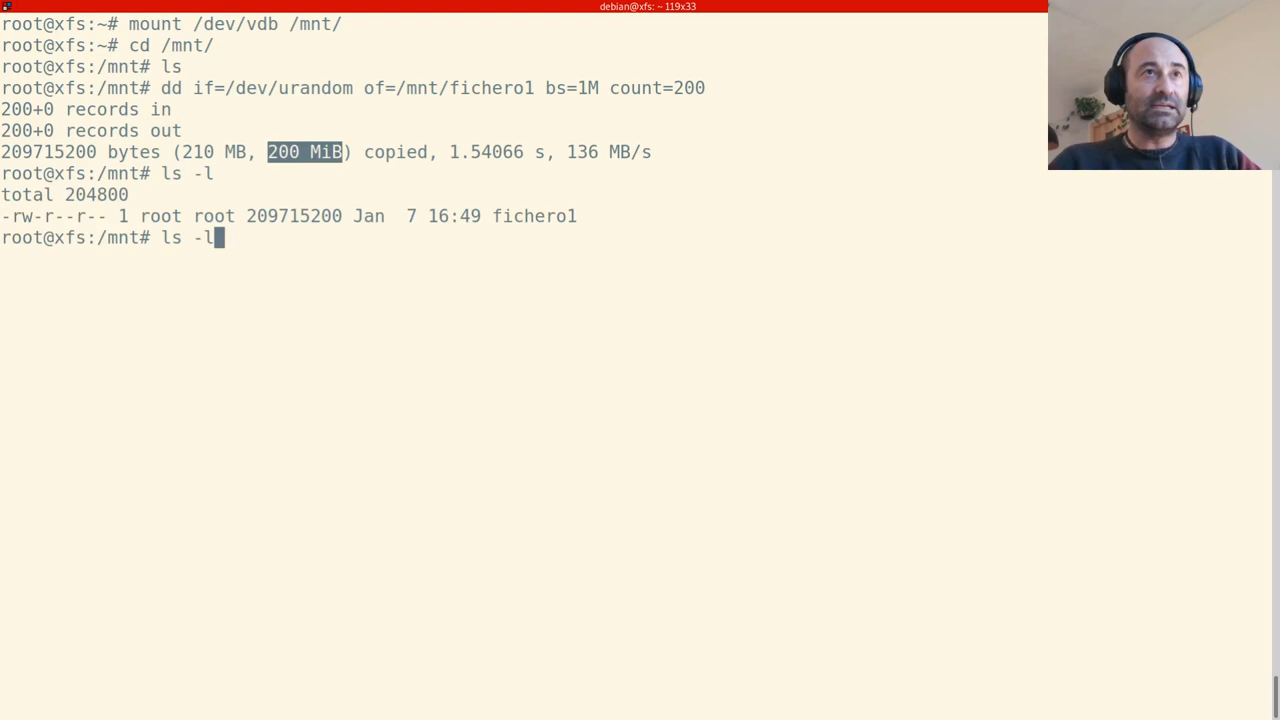 debian@xfs: ~ 119x33
root@xfs:~# mount /dev/vdb /mnt/
root@xfs:~# cd /mnt/
root@xfs:/mnt# ls
root@xfs:/mnt# dd if=/dev/urandom of=/mnt/fichero1 bs=1M count=200
200+0 records in
200+0 records out
209715200 bytes (210 MB, 200 MiB) copied, 1.54066 s, 136 MB/s
root@xfs:/mnt# ls -l
total 204800
-rw-r--r-- 1 root root 209715200 Jan  7 16:49 fichero1
root@xfs:/mnt# ls -l